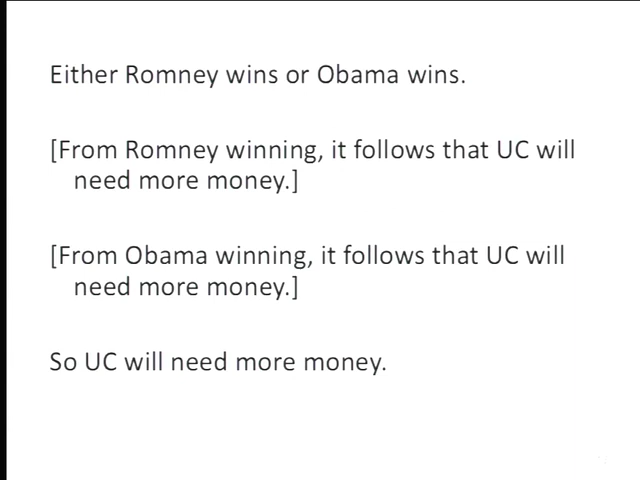 Either Romney wins or Obama wins.
[From Romney winning, it follows that UC will
need more money.]
[From Obama winning, it follows that UC will
need more money.]
So UC will need more money.